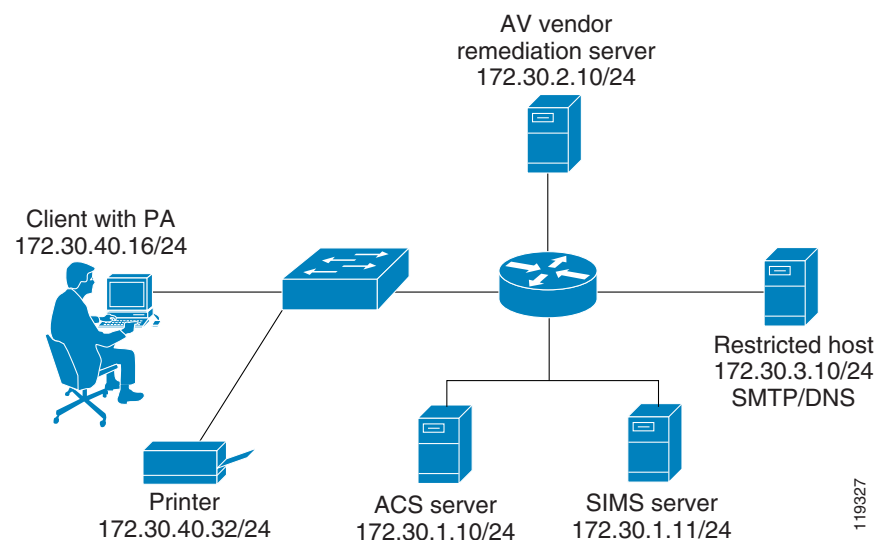 AV vendor
remediation server
172.30.2.10/24
Client with PA
172.30.40.16/24
Restricted host
172.30.3.10/24
SMTP/DNS
Printer
172.30.40.32/24
ACS server
172.30.1.10/24
SIMS server
172.30.1.11/24
119327